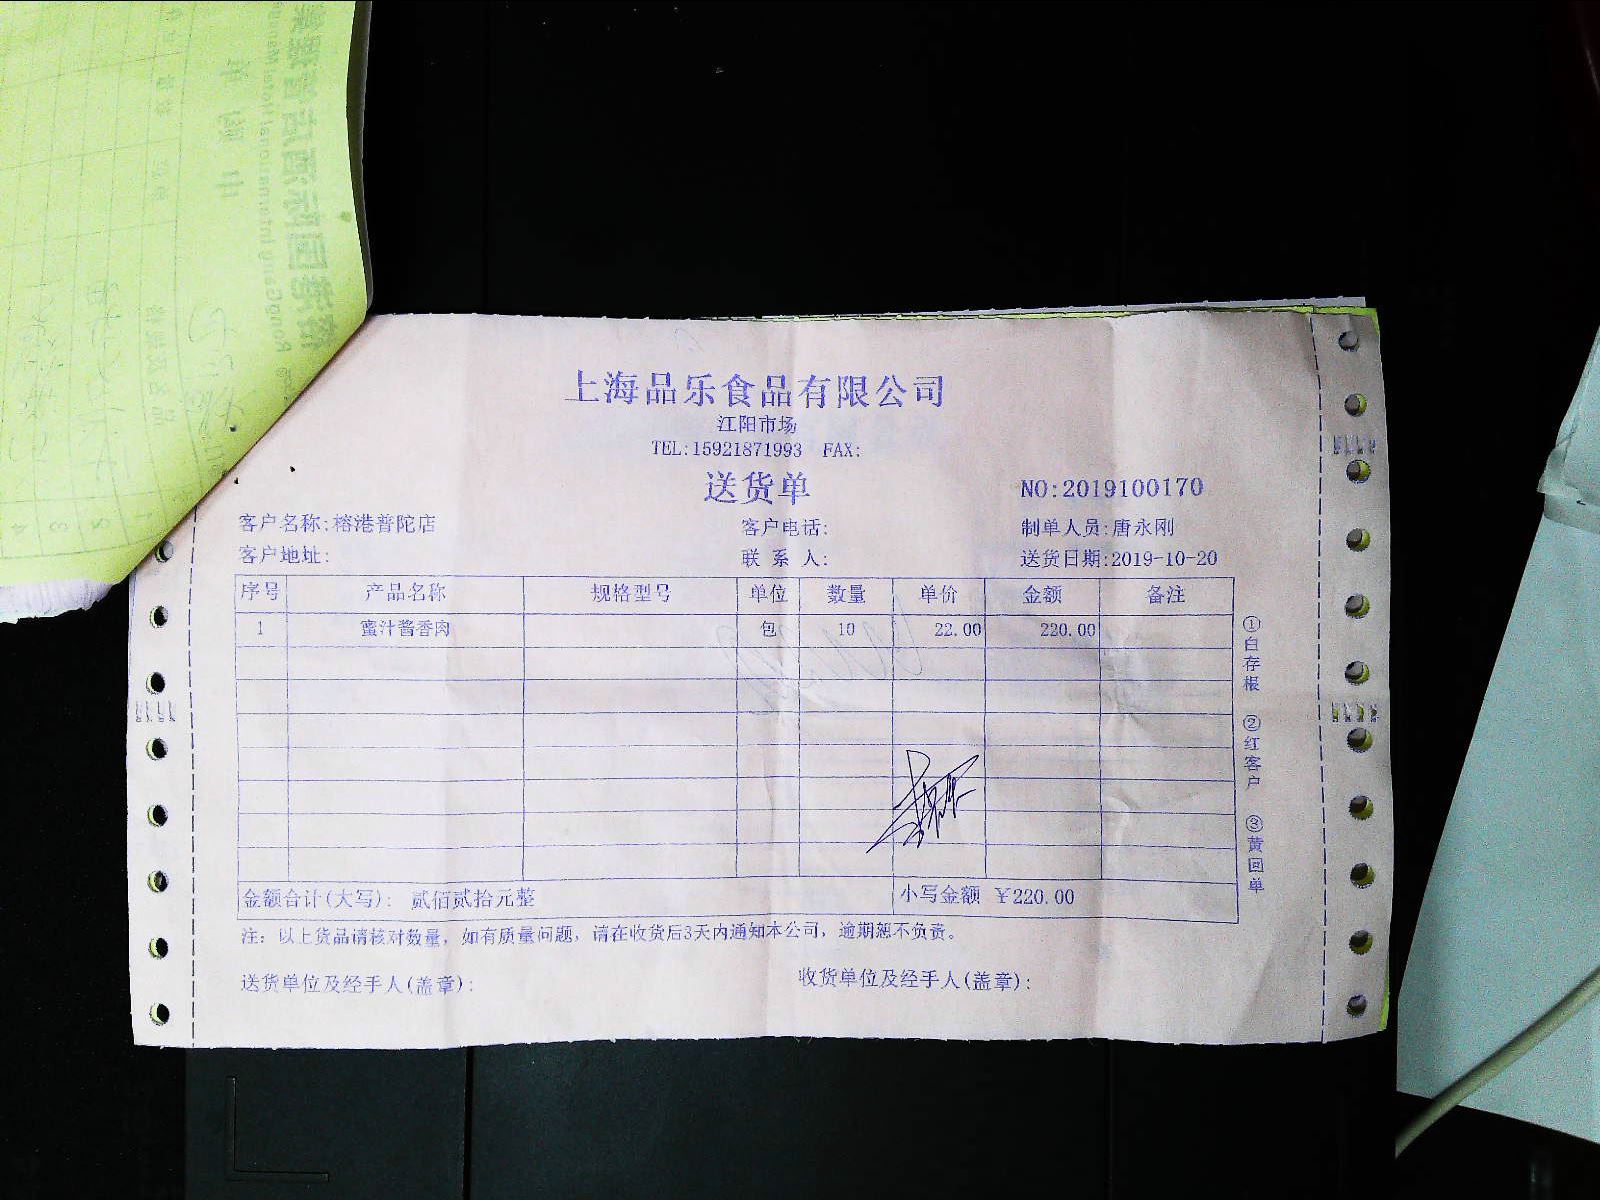 上海品乐食品有限公司
江阳市场
TEL:15921871993 FAX:
送货单
NO:2019100170
客户名称:榕港普陀店 客户电话: 制单人员:唐永刚
客户地址: 联系人: 送货日期:2019-10-20
序号 产品名称 规格型号 单位 数量 单价 金额 备注
1 蜜汁酱香肉 包 10 22.00 220.00
金额合计(大写): 贰佰贰拾元整 小写金额 ￥220.00
注: 以上货品请核对数量, 如有质量问题, 请在收货后3天内通知本公司, 逾期恕不负责。
送货单位及经手人(盖章): 收货单位及经手人(盖章):
①白存根 ②红客户 ③黄回单